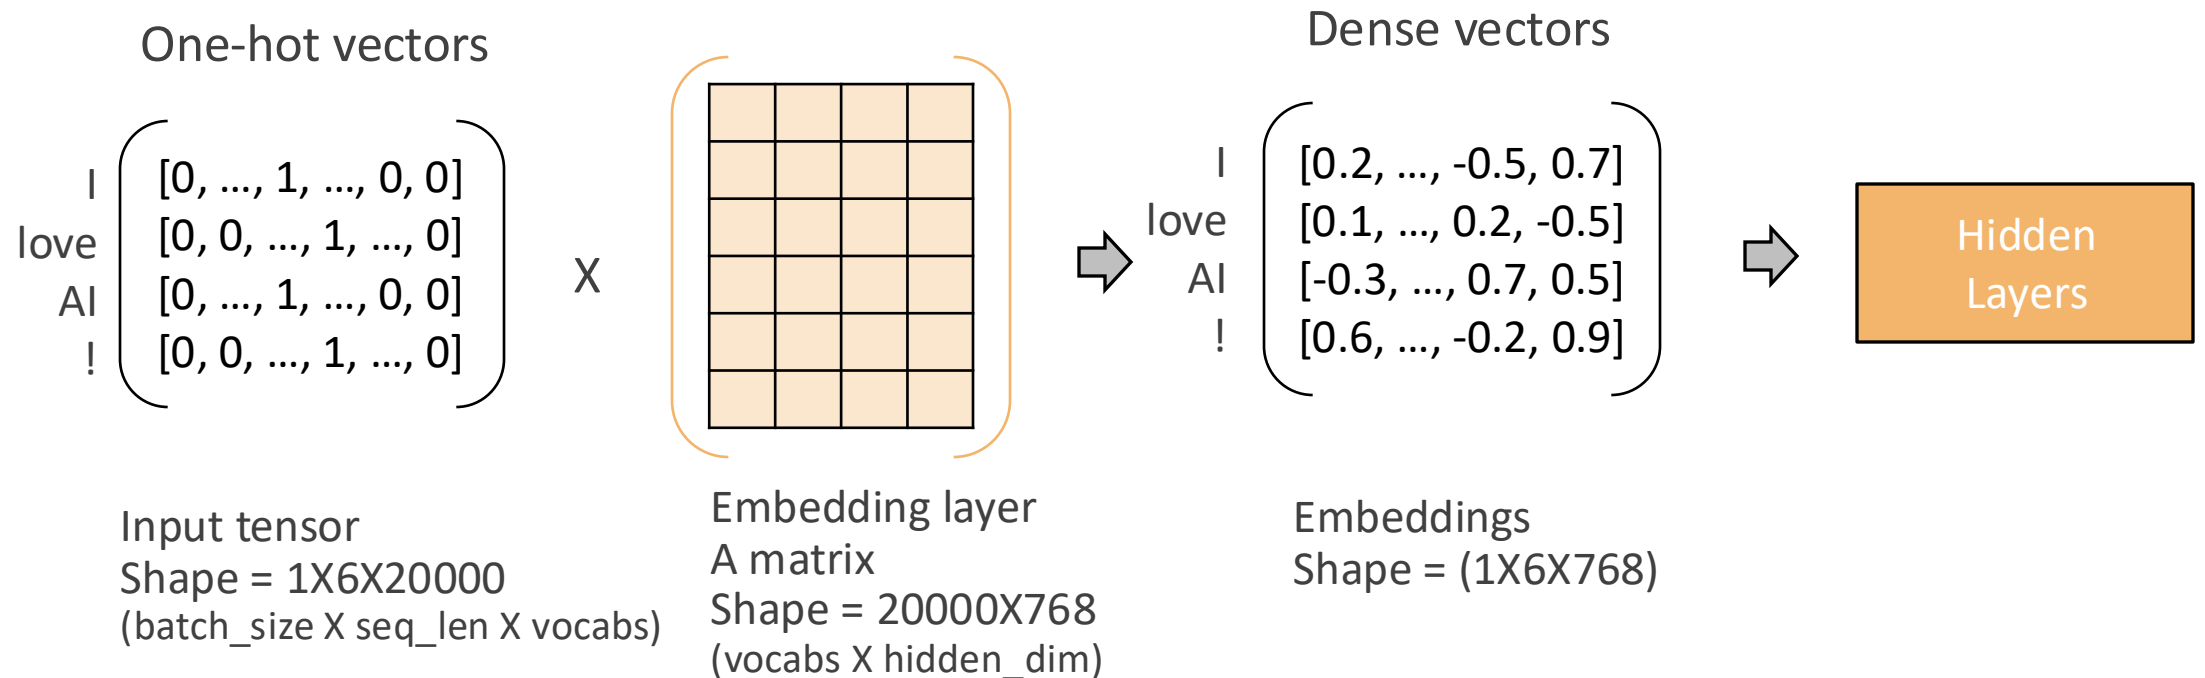 One-hot vectors
I
love
AI
!
[0, ..., 1, ..., 0, 0]
[0, 0, ..., 1, ..., 0]
[0, ..., 1, ..., 0, 0]
[0, 0, ..., 1, ..., 0]
Input tensor
Shape = 1X6X20000
(batch_size X seq_len X vocabs)
X
Embedding layer
A matrix
Shape = 20000X768
(vocabs X hidden_dim)
Dense vectors
I
love
AI
!
[0.2, ..., -0.5, 0.7]
[0.1, ..., 0.2, -0.5]
[-0.3, ..., 0.7, 0.5]
[0.6, ..., -0.2, 0.9]
Embeddings
Shape = (1X6X768)
Hidden
Layers